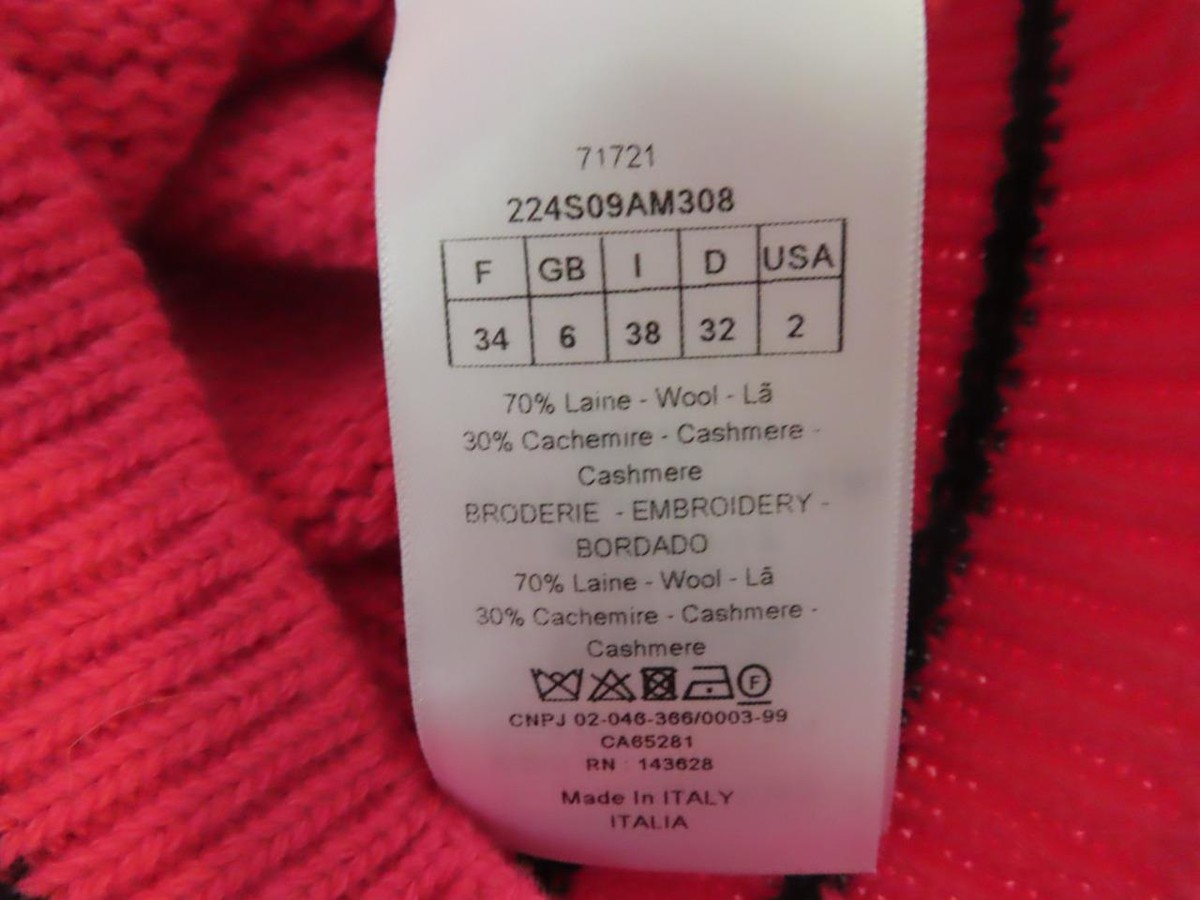 71721
224S09AM308
F GB I D USA
34 6 38 32 2
70% Laine - Wool - Lã
30% Cachemire - Cashmere -
Cashmere
BRODERIE - EMBROIDERY -
BORDADO
70% Laine - Wool - Lã
30% Cachemire - Cashmere -
Cashmere
F
CNPJ 02-046-366/0003-99
CA65281
RN : 143628
Made In ITALY
ITALIA